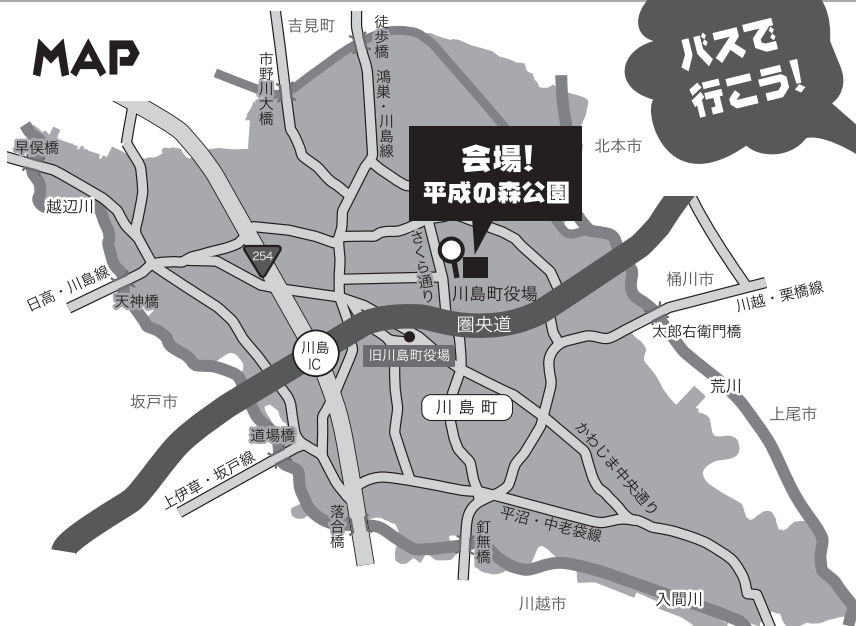 MAP
バスで
行こう!
吉見町
徒歩橋
市野川大橋
鴻巣・川島線
北本市
早俣橋
会場!
平成の森公園
越辺川
さくら通り
254
日高・川島線
天神橋
川島町役場
桶川市
川越・栗橋線
圏央道
太郎右衛門橋
川島
IC
旧川島町役場
荒川
坂戸市
川島町
上尾市
道場橋
かわじま中央通り
上伊草・坂戸線
落合橋
平沼・中老袋線
釘無橋
川越市
入間川